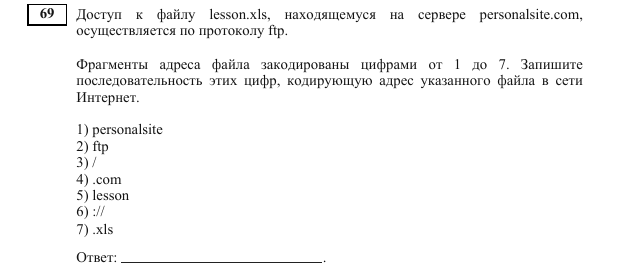 69
Доступ к файлу lesson.xls, находящемуся на сервере personalsite.com,
осуществляется по протоколу ftp.
Фрагменты адреса файла закодированы цифрами от 1 до 7. Запишите
последовательность этих цифр, кодирующую адрес указанного файла в сети
Интернет.
1) personalsite
2) ftp
3) /
4) .com
5) lesson
6) ://
7) .xls
Ответ: ______________________________.